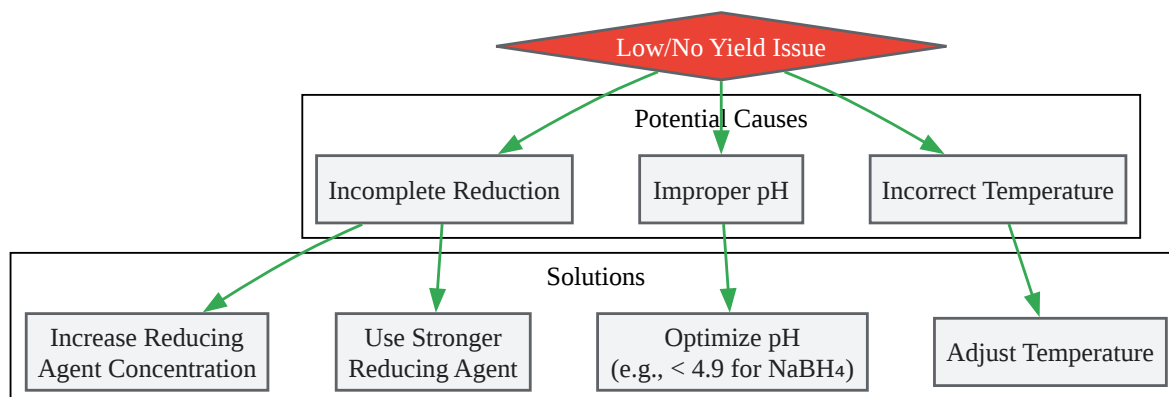 Low/No Yield Issue
Potential Causes
Incomplete Reduction
Improper pH
Incorrect Temperature
Solutions
Increase Reducing
Agent Concentration
Use Stronger
Reducing Agent
Optimize pH
(e.g., < 4.9 for NaBH₄)
Adjust Temperature